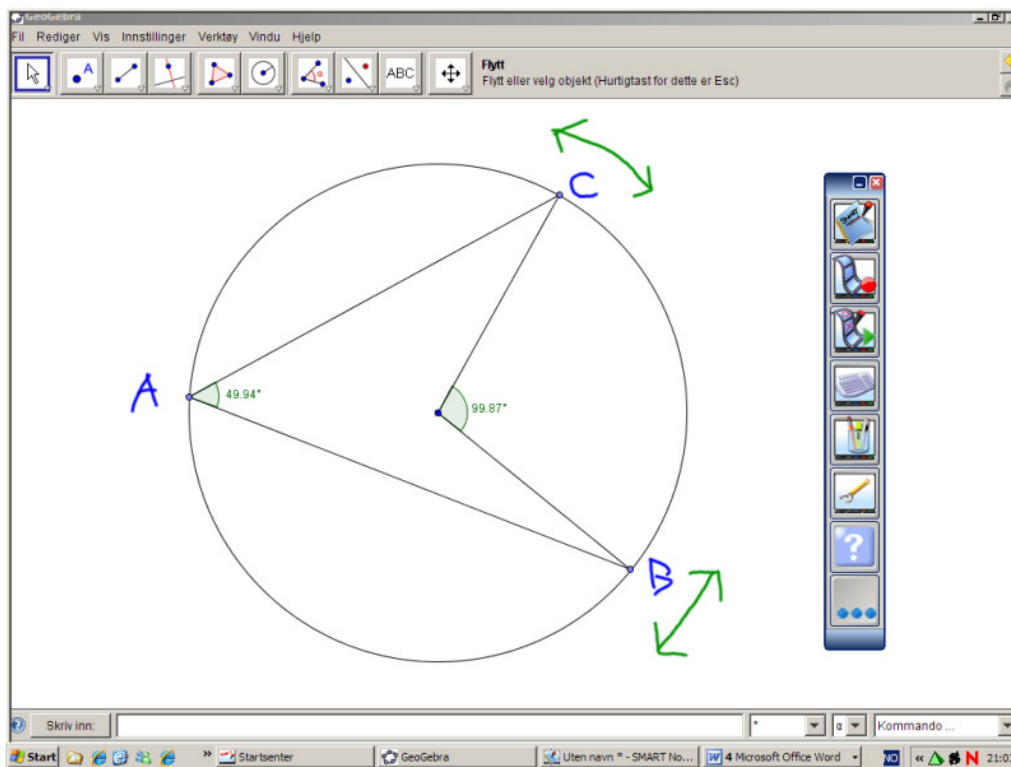 GeoGebra
Fil Rediger Vis Innstillinger Verktøy Vindu Hjelp
A
α
ABC
Flytt
Flytt eller velg objekt (Hurtigtast for dette er Esc)
C
A
49.94°
99.87°
B
?
Skriv inn:
°
α
Kommando ...
Start
»
Startsenter
GeoGebra
Uten navn * - SMART No...
4 Microsoft Office Word
NO
«
N